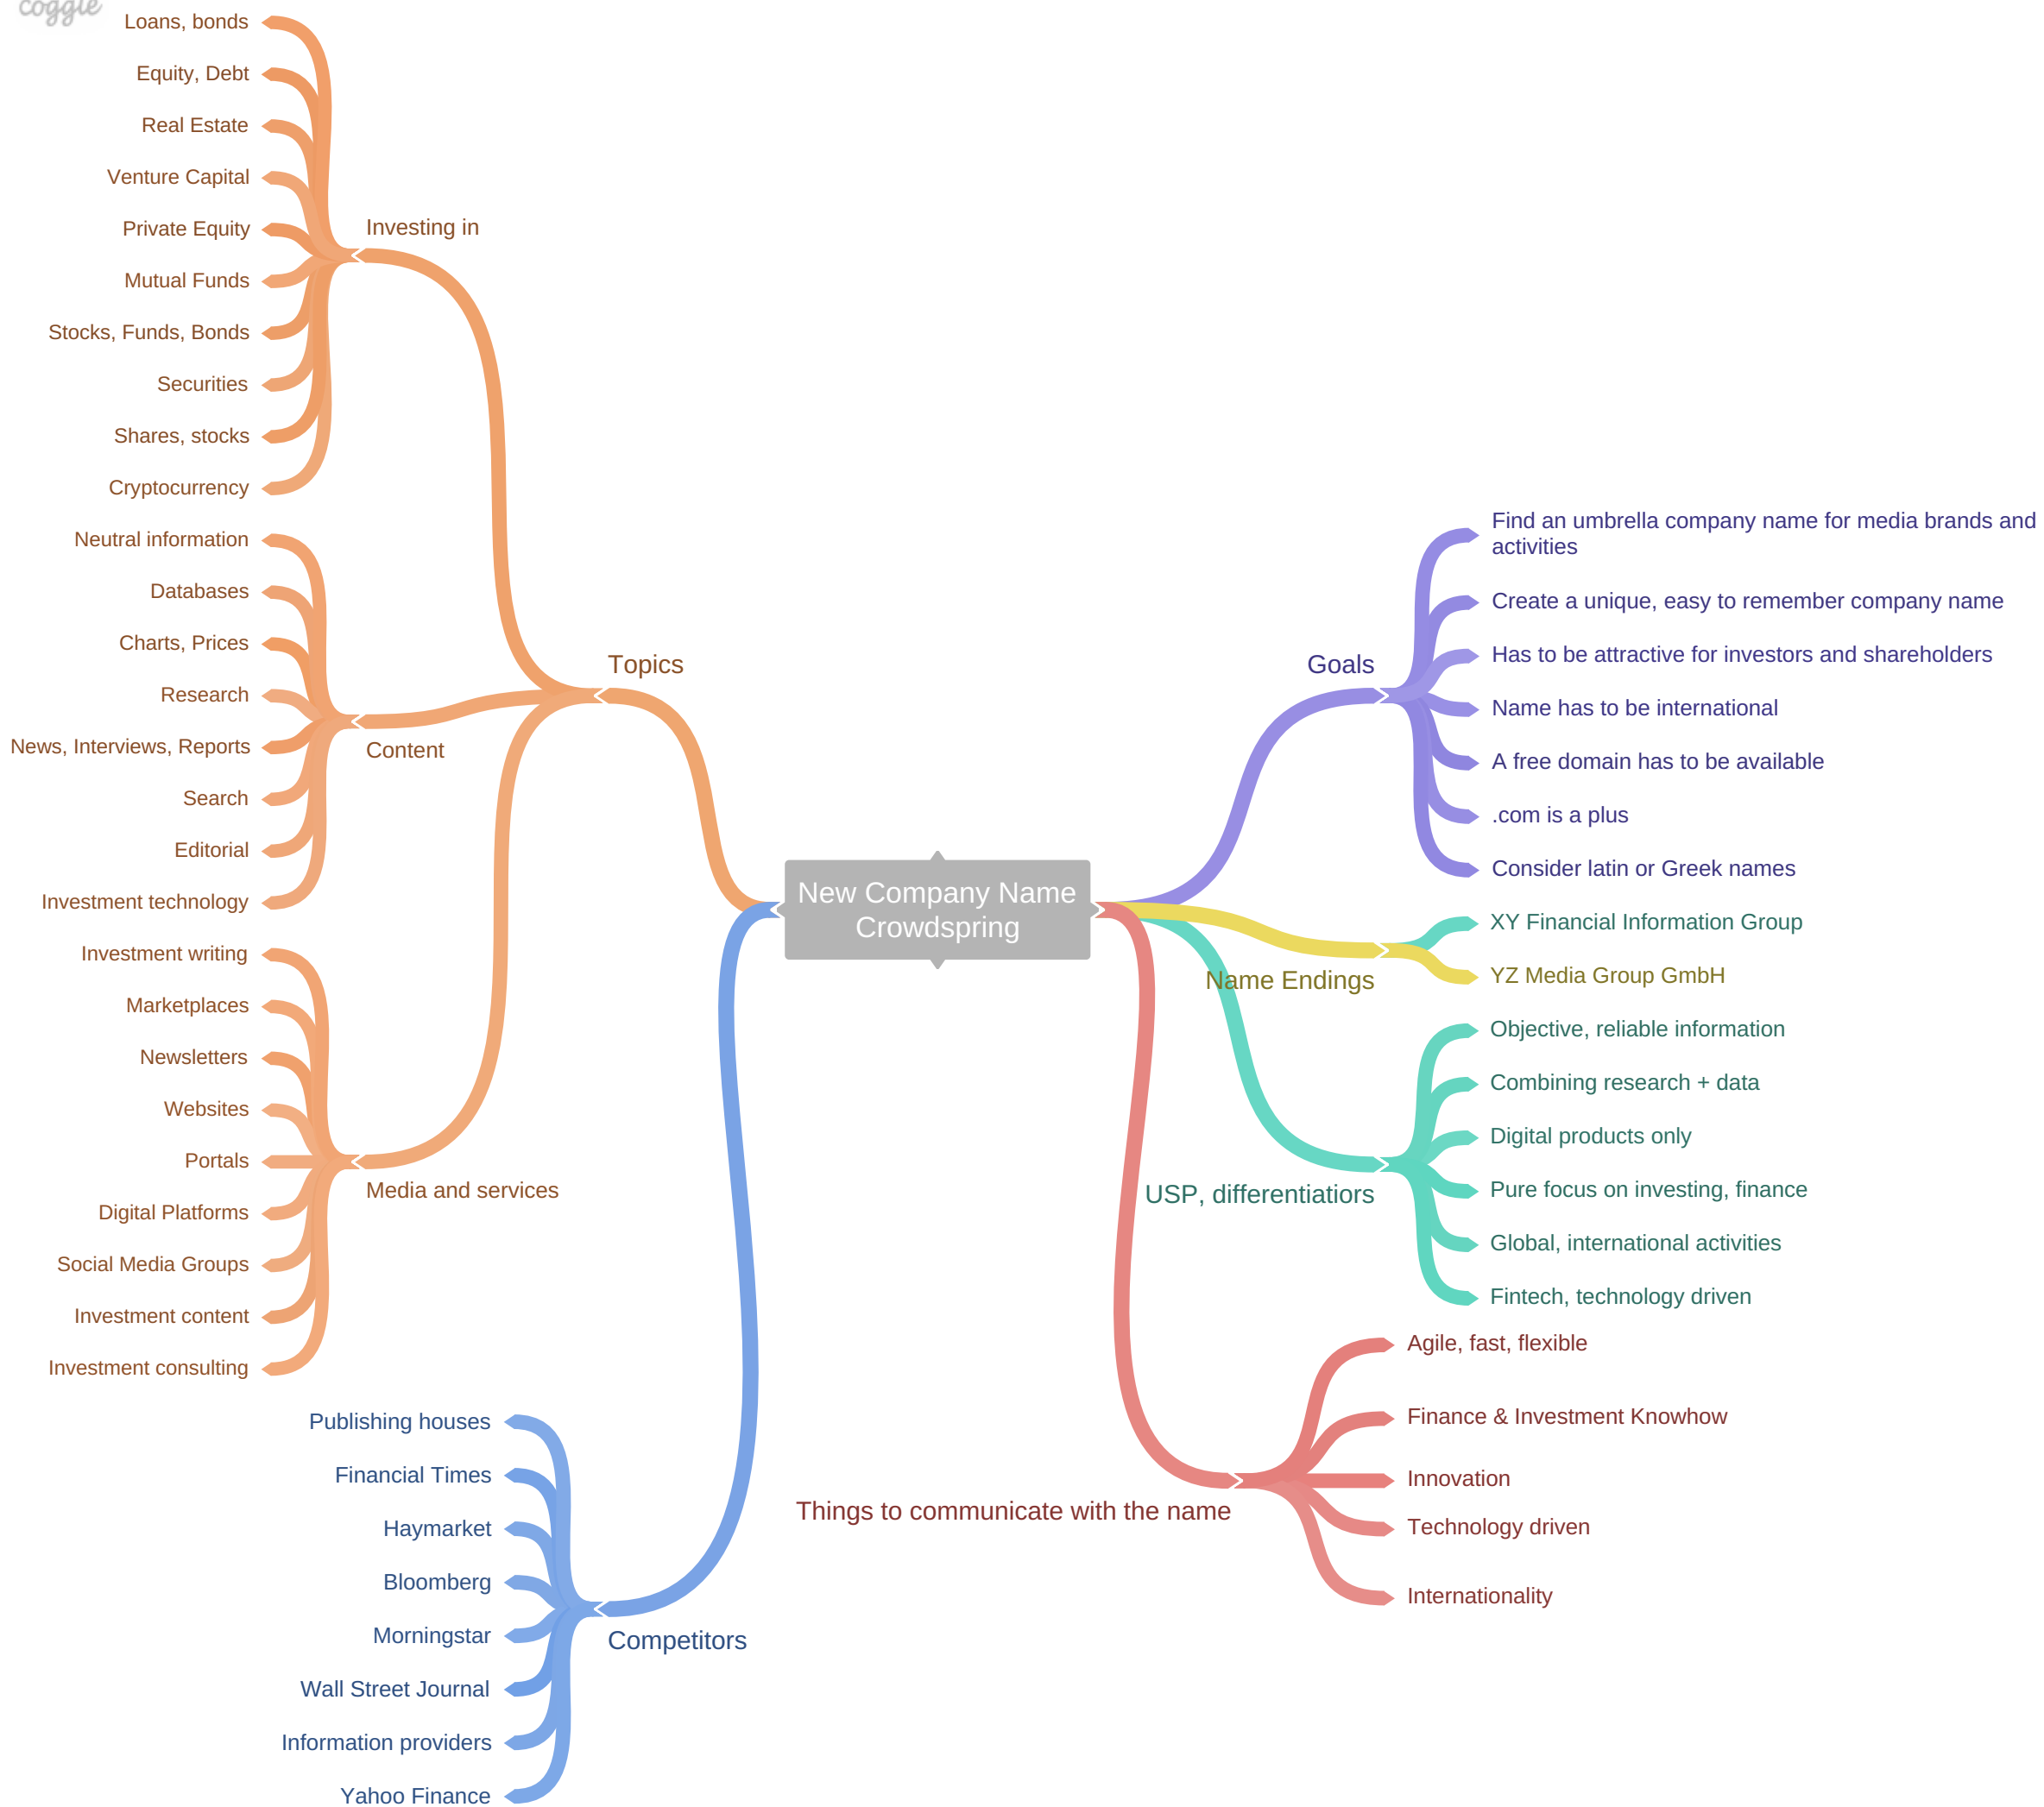 coggle
Loans, bonds
Equity, Debt
Real Estate
Venture Capital
Private Equity
Mutual Funds
Stocks, Funds, Bonds
Securities
Shares, stocks
Cryptocurrency
Investing in
Neutral information
Databases
Charts, Prices
Research
News, Interviews, Reports
Search
Editorial
Investment technology
Content
Investment writing
Marketplaces
Newsletters
Websites
Portals
Digital Platforms
Social Media Groups
Investment content
Investment consulting
Media and services
Topics
Publishing houses
Financial Times
Haymarket
Bloomberg
Morningstar
Wall Street Journal
Information providers
Yahoo Finance
Competitors
New Company Name
Crowdspring
Goals
Find an umbrella company name for media brands and
activities
Create a unique, easy to remember company name
Has to be attractive for investors and shareholders
Name has to be international
A free domain has to be available
.com is a plus
Consider latin or Greek names
Name Endings
XY Financial Information Group
YZ Media Group GmbH
USP, differentiatiors
Objective, reliable information
Combining research + data
Digital products only
Pure focus on investing, finance
Global, international activities
Fintech, technology driven
Things to communicate with the name
Agile, fast, flexible
Finance & Investment Knowhow
Innovation
Technology driven
Internationality